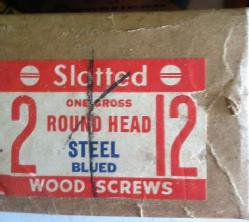 Slotted
ONE GROSS
2 ROUND HEAD 12
STEEL
BLUED
WOOD SCREWS